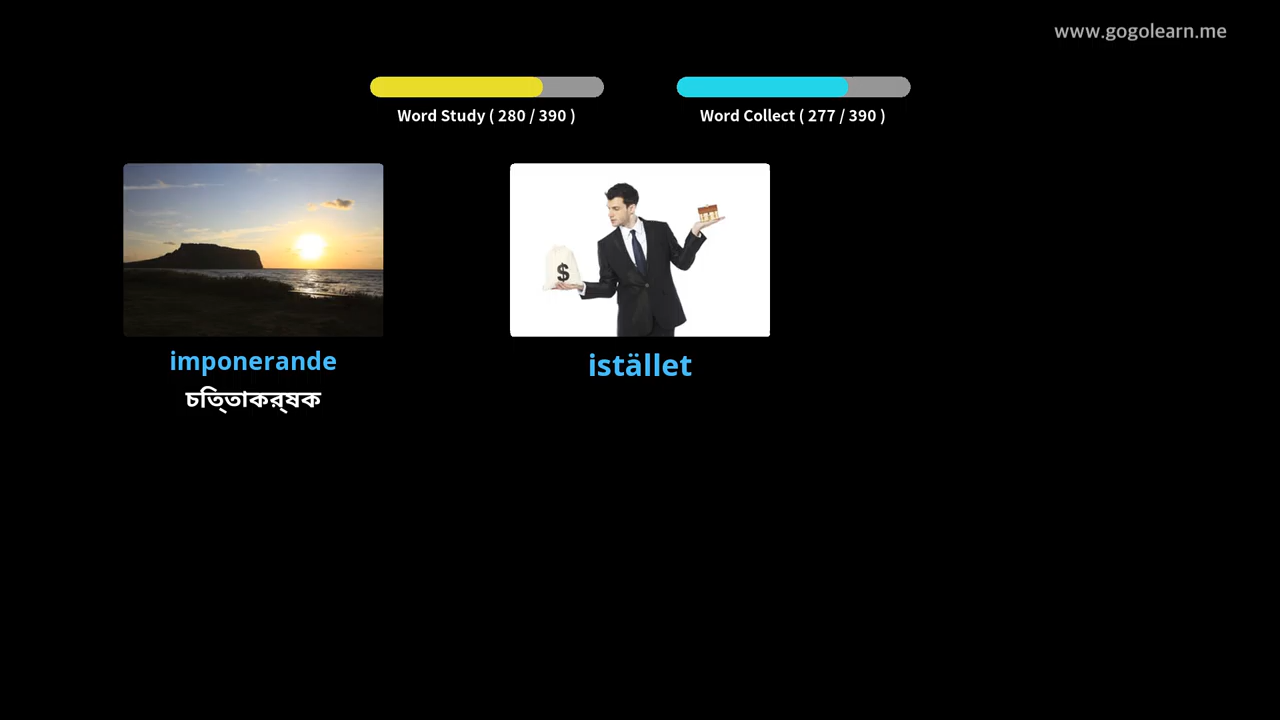 www.gogolearn.me
Word Study ( 280 / 390 )
Word Collect ( 277 / 390 )
imponerande
চিত্তাকর্ষক
istället
$